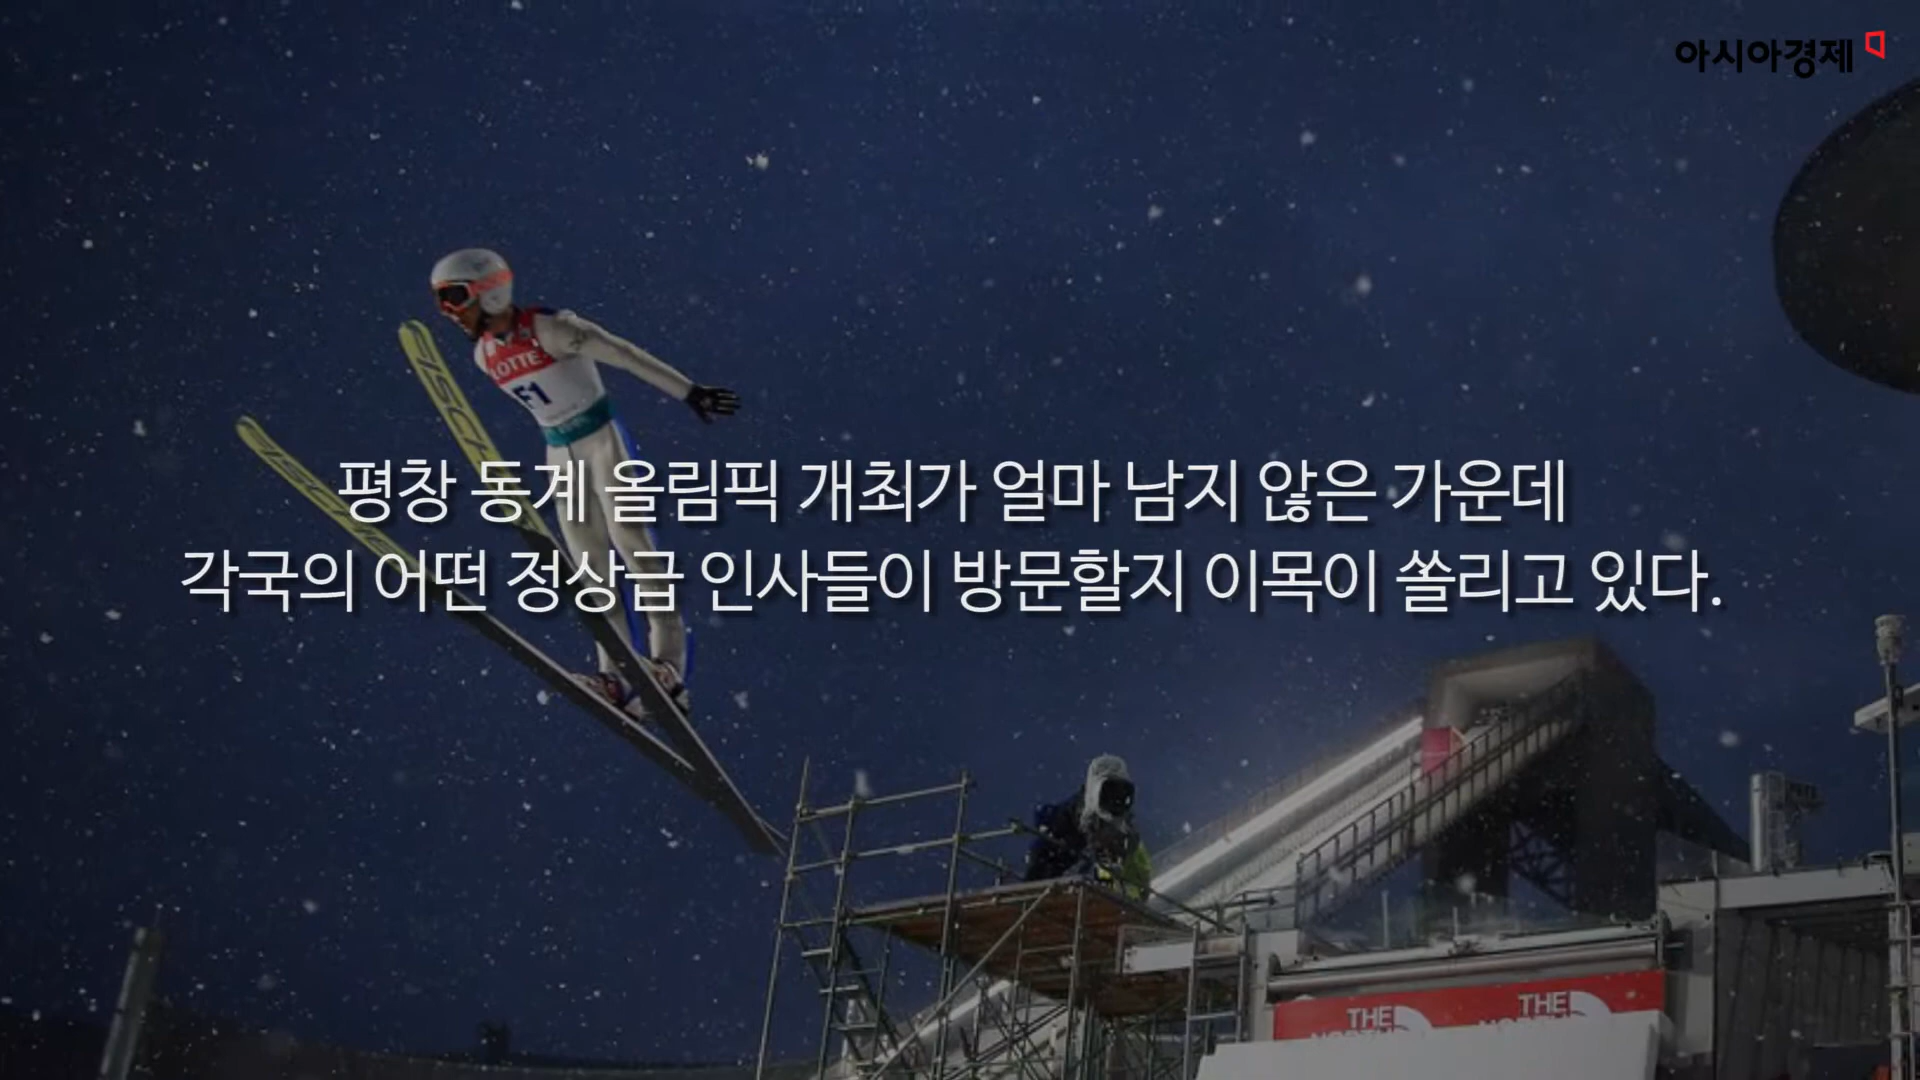 아시아경제
LOTTE
F1
평창 동계 올림픽 개최가 얼마 남지 않은 가운데
각국의 어떤 정상급 인사들이 방문할지 이목이 쏠리고 있다.
THE
THE